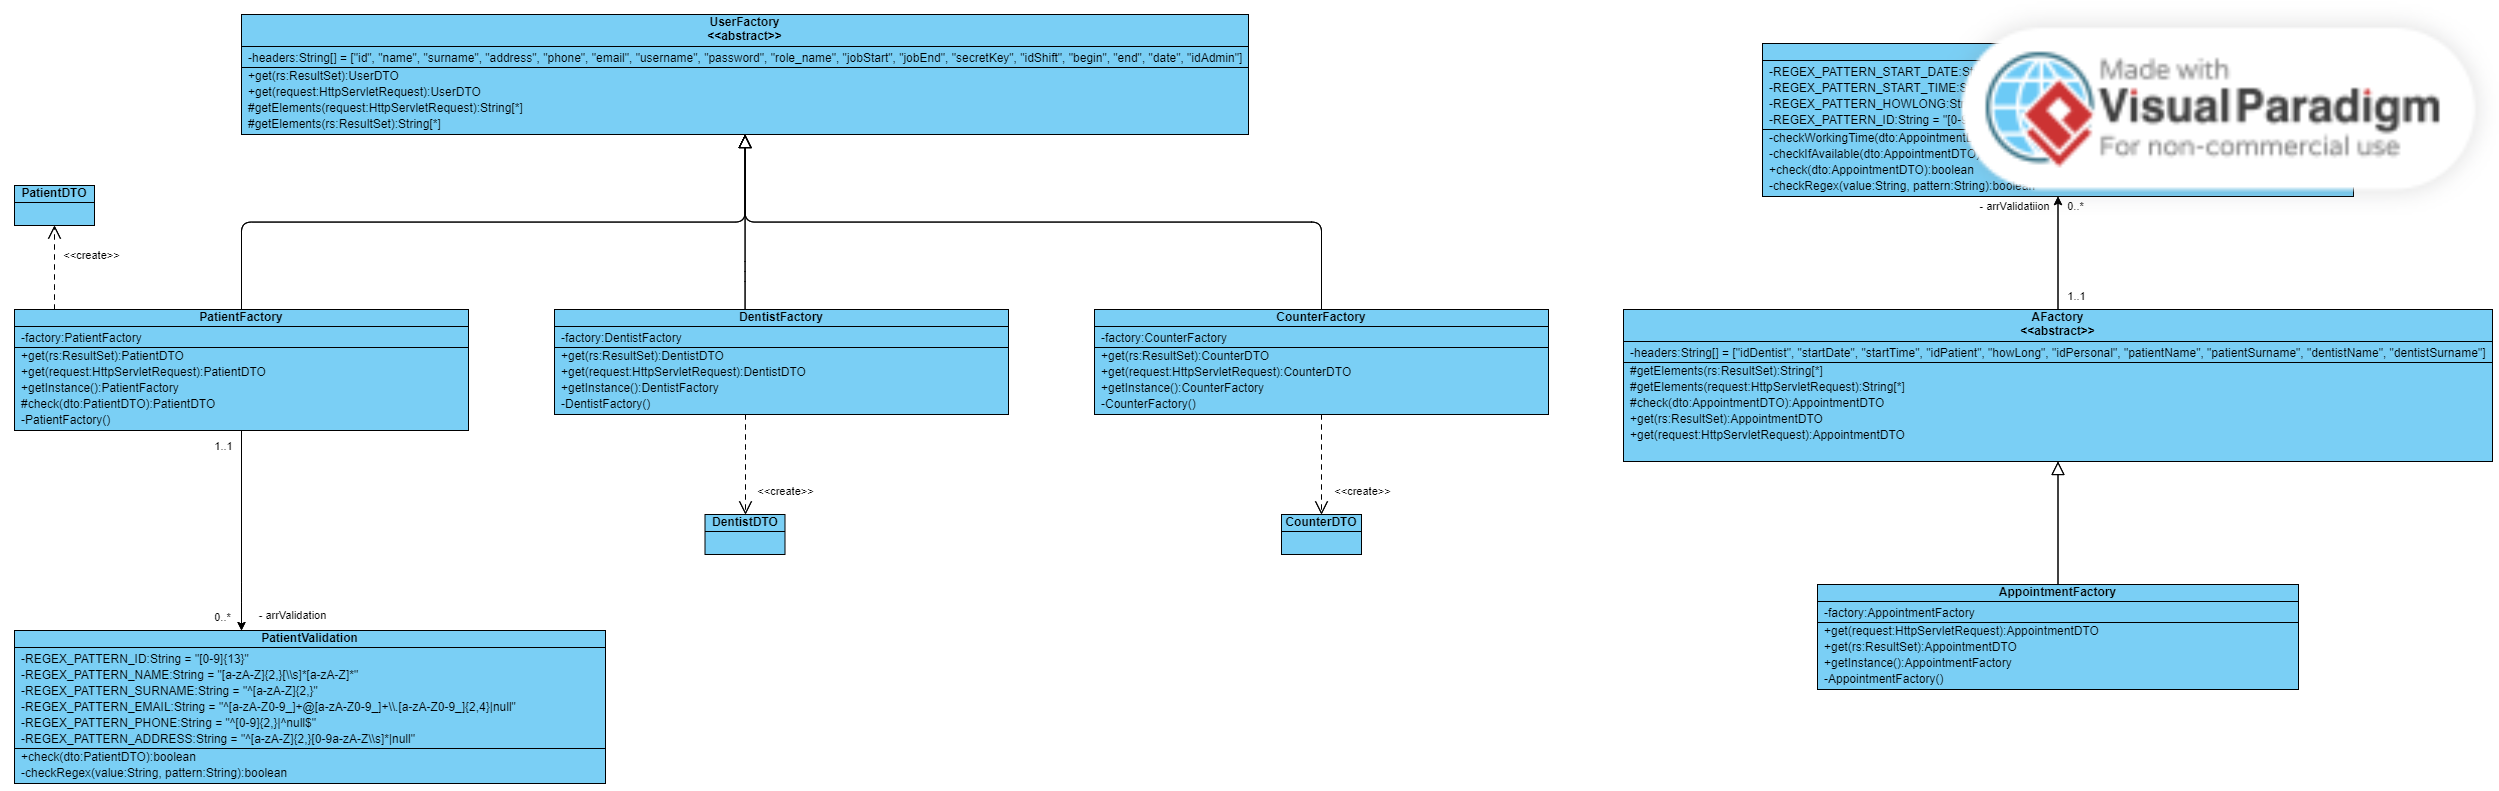 UserFactory
<<abstract>>
-headers:String[] = ["id", "name", "surname", "address", "phone", "email", "username", "password", "role_name", "jobStart", "jobEnd", "secretKey", "idShift", "begin", "end", "date", "idAdmin"]
+get(rs:ResultSet):UserDTO
+get(request:HttpServletRequest):UserDTO
#getElements(request:HttpServletRequest):String[*]
#getElements(rs:ResultSet):String[*]
PatientDTO
<<create>>
PatientFactory
-factory:PatientFactory
+get(rs:ResultSet):PatientDTO
+get(request:HttpServletRequest):PatientDTO
+getInstance():PatientFactory
#check(dto:PatientDTO):PatientDTO
-PatientFactory()
1..1
0..*
- arrValidation
PatientValidation
-REGEX_PATTERN_ID:String = "[0-9]{13}"
-REGEX_PATTERN_NAME:String = "[a-zA-Z]{2,}[\\s]*[a-zA-Z]*"
-REGEX_PATTERN_SURNAME:String = "^[a-zA-Z]{2,}"
-REGEX_PATTERN_EMAIL:String = "^[a-zA-Z0-9_]+@[a-zA-Z0-9_]+\\.[a-zA-Z0-9_]{2,4}|null"
-REGEX_PATTERN_PHONE:String = "^[0-9]{2,}|^null$"
-REGEX_PATTERN_ADDRESS:String = "^[a-zA-Z]{2,}[0-9a-zA-Z\\s]*|null"
+check(dto:PatientDTO):boolean
-checkRegex(value:String, pattern:String):boolean
DentistFactory
-factory:DentistFactory
+get(rs:ResultSet):DentistDTO
+get(request:HttpServletRequest):DentistDTO
+getInstance():DentistFactory
-DentistFactory()
<<create>>
DentistDTO
CounterFactory
-factory:CounterFactory
+get(rs:ResultSet):CounterDTO
+get(request:HttpServletRequest):CounterDTO
+getInstance():CounterFactory
-CounterFactory()
<<create>>
CounterDTO
-REGEX_PATTERN_START_DATE:
-REGEX_PATTERN_START_TIME:
-REGEX_PATTERN_HOWLONG:
-REGEX_PATTERN_ID:String =
-checkWorkingTime(dto:
-checkIfAvailable(dto:AppointmentDTO)
+check(dto:AppointmentDTO):boolean
-checkRegex(value:String, pattern:String):boolean
Made with
Visual Paradigm
For non-commercial use
- arrValidatiion
0..*
1..1
AFactory
<<abstract>>
-headers:String[] = ["idDentist", "startDate", "startTime", "idPatient", "howLong", "idPersonal", "patientName", "patientSurname", "dentistName", "dentistSurname"]
#getElements(rs:ResultSet):String[*]
#getElements(request:HttpServletRequest):String[*]
#check(dto:AppointmentDTO):AppointmentDTO
+get(rs:ResultSet):AppointmentDTO
+get(request:HttpServletRequest):AppointmentDTO
AppointmentFactory
-factory:AppointmentFactory
+get(request:HttpServletRequest):AppointmentDTO
+get(rs:ResultSet):AppointmentDTO
+getInstance():AppointmentFactory
-AppointmentFactory()